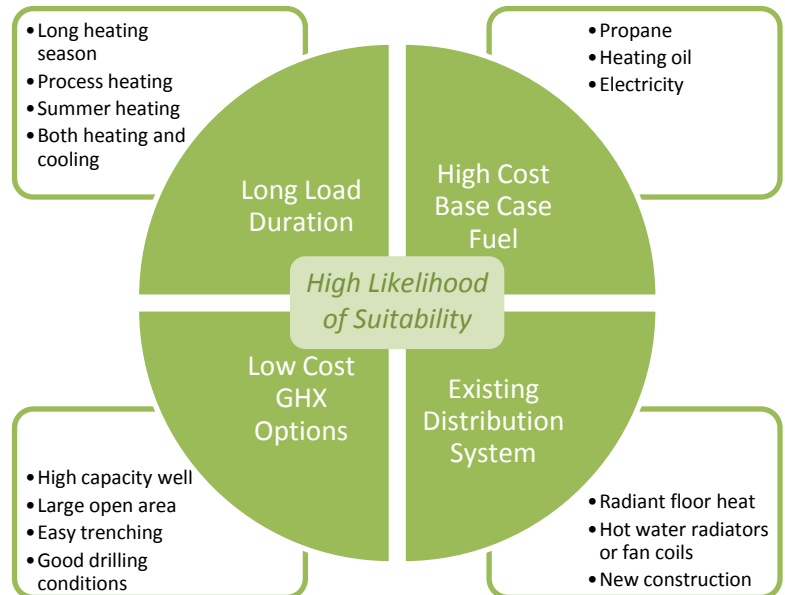 •Long heating
season
•Process heating
•Summer heating
•Both heating and
cooling
•Propane
•Heating oil
•Electricity
Long Load
Duration
High Cost
Base Case
Fuel
High Likelihood
of Suitability
Low Cost
GHX
Options
Existing
Distribution
System
•High capacity well
•Large open area
•Easy trenching
•Good drilling
conditions
•Radiant floor heat
•Hot water radiators
or fan coils
•New construction